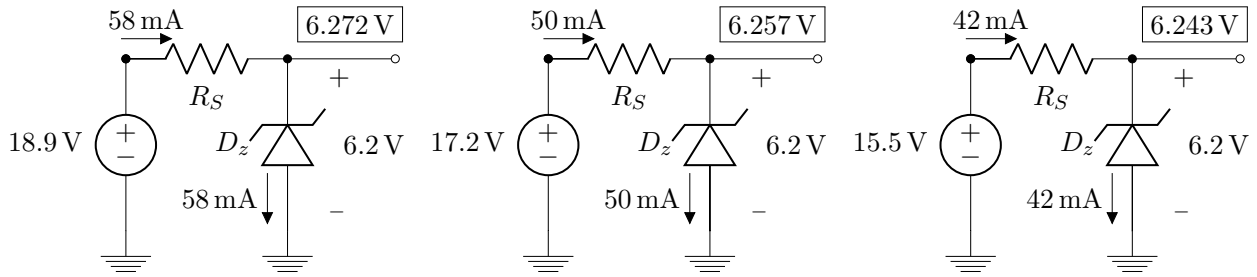 58 mA
6.272 V
+
R_S
18.9 V
+
−
D_z
6.2 V
58 mA
−
50 mA
6.257 V
+
R_S
17.2 V
+
−
D_z
6.2 V
50 mA
−
42 mA
6.243 V
+
R_S
15.5 V
+
−
D_z
6.2 V
42 mA
−